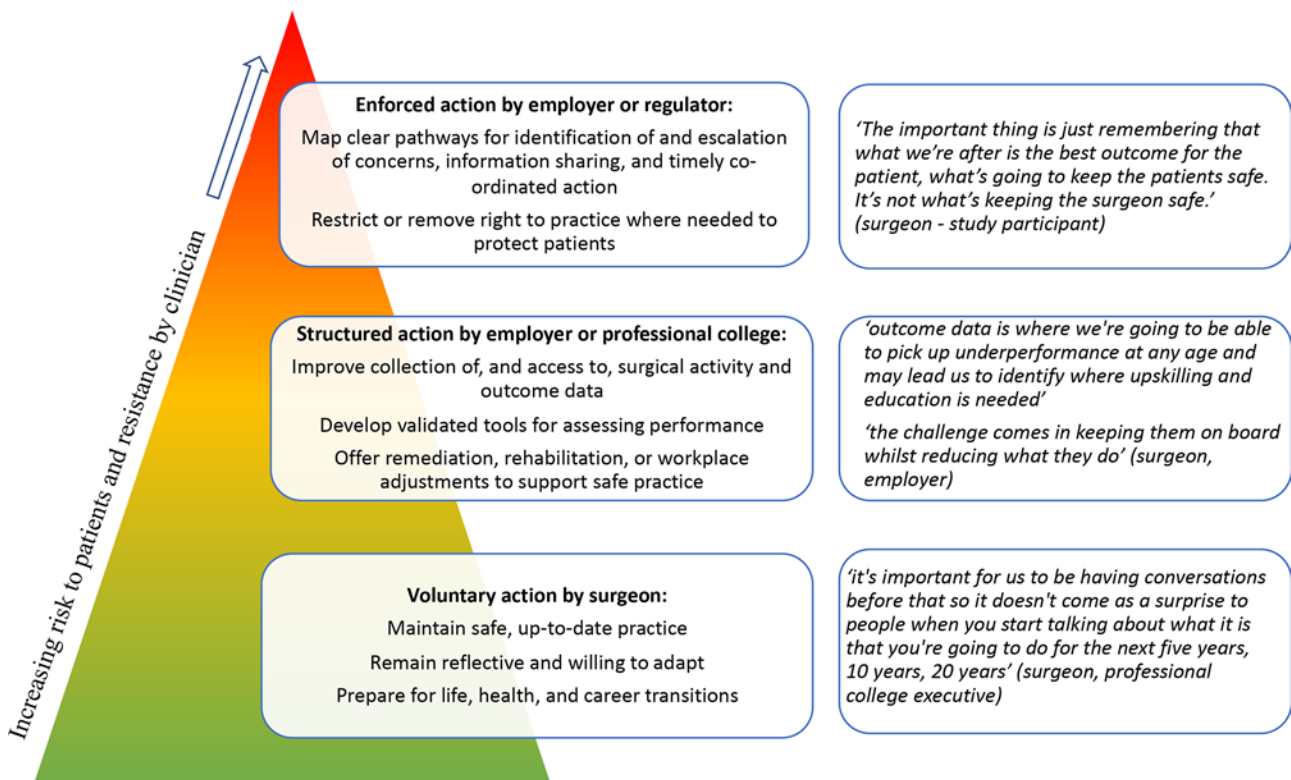 Increasing risk to patients and resistance by clinician
Enforced action by employer or regulator:
Map clear pathways for identification of and escalation
of concerns, information sharing, and timely co-
ordinated action
Restrict or remove right to practice where needed to
protect patients
‘The important thing is just remembering that
what we’re after is the best outcome for the
patient, what’s going to keep the patients safe.
It’s not what’s keeping the surgeon safe.’
(surgeon - study participant)
Structured action by employer or professional college:
Improve collection of, and access to, surgical activity and
outcome data
Develop validated tools for assessing performance
Offer remediation, rehabilitation, or workplace
adjustments to support safe practice
‘outcome data is where we're going to be able
to pick up underperformance at any age and
may lead us to identify where upskilling and
education is needed’
‘the challenge comes in keeping them on board
whilst reducing what they do’ (surgeon,
employer)
Voluntary action by surgeon:
Maintain safe, up-to-date practice
Remain reflective and willing to adapt
Prepare for life, health, and career transitions
‘it's important for us to be having conversations
before that so it doesn't come as a surprise to
people when you start talking about what it is
that you're going to do for the next five years,
10 years, 20 years’ (surgeon, professional
college executive)